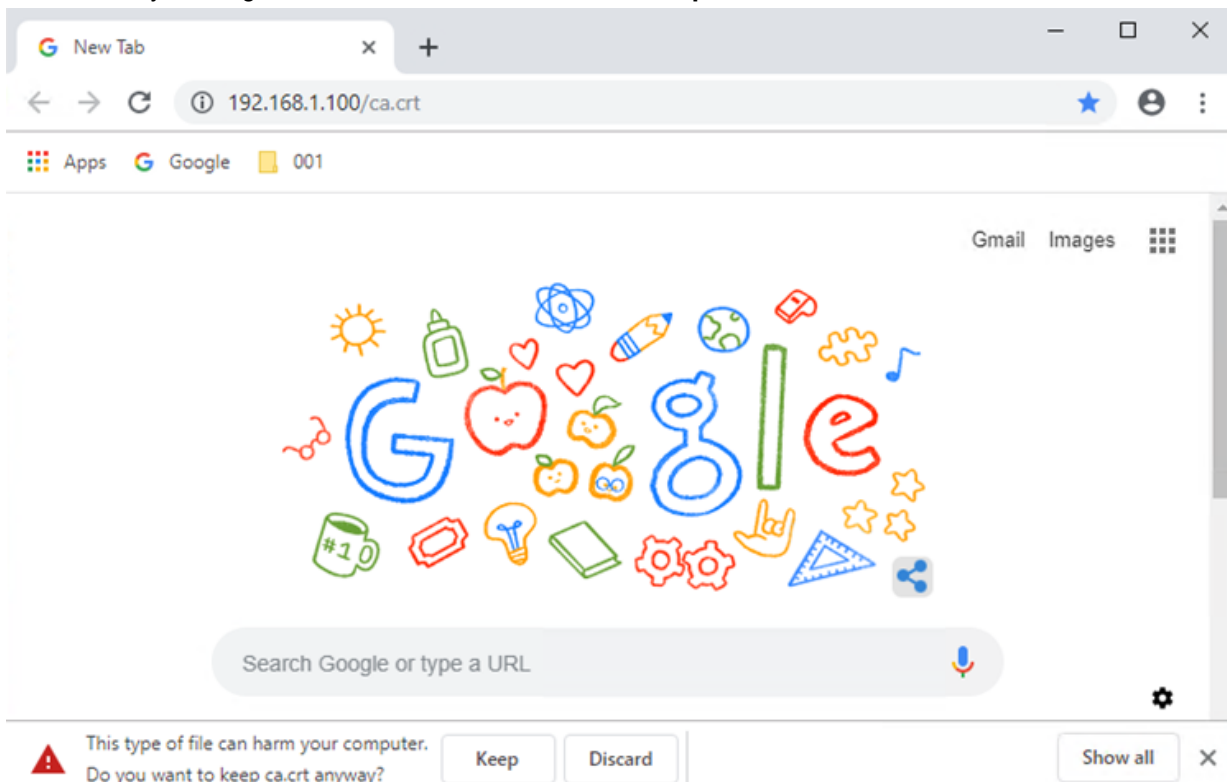 New Tab
192.168.1.100/ca.crt
Apps Google 001
Gmail Images
Google
#10
Search Google or type a URL
This type of file can harm your computer.
Do you want to keep ca.crt anyway?
Keep Discard Show all